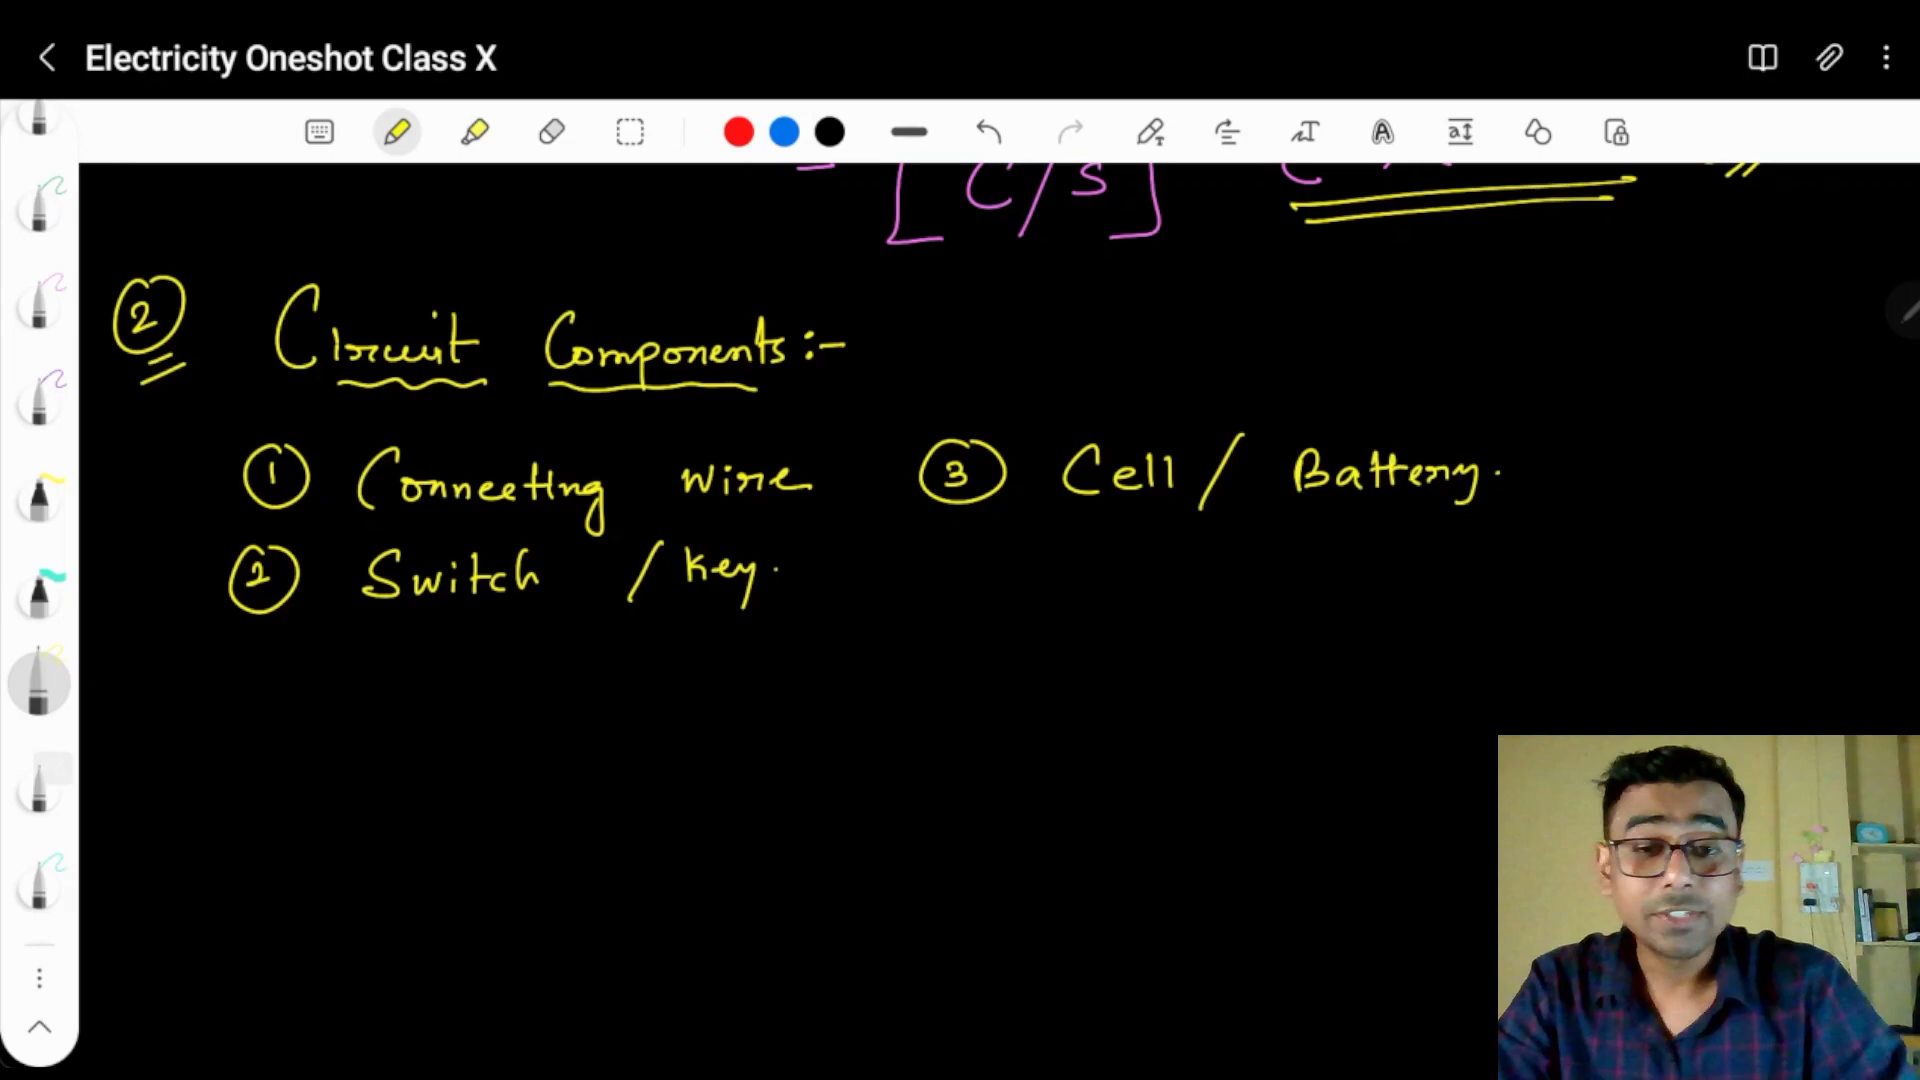 Electricity Oneshot Class X
[C/s]
② Circuit Components :-
① Connecting wire ③ Cell / Battery.
② Switch / key.